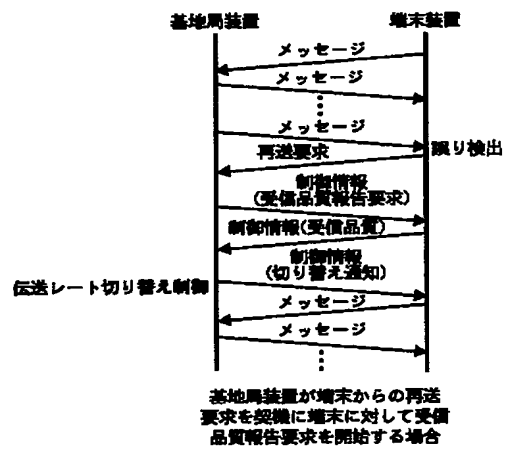 基地局装置
端末装置
メッセージ
メッセージ
メッセージ
再送要求
誤り検出
制御情報
(受信品質報告要求)
制御情報(受信品質)
制御情報
(切り替え通知)
伝送レート切り替え制御
メッセージ
メッセージ
基地局装置が端末からの再送
要求を契機に端末に対して受信
品質報告要求を開始する場合